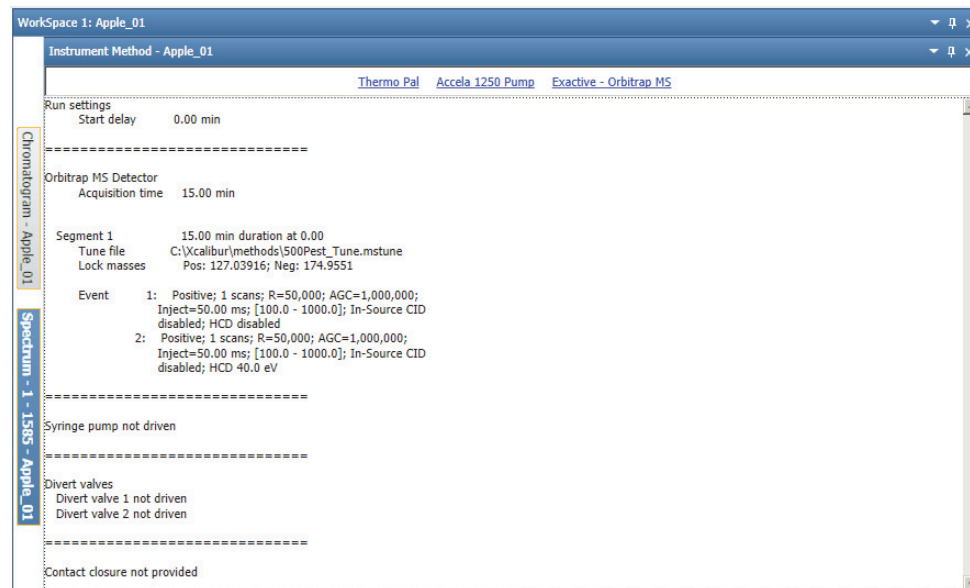 WorkSpace 1: Apple_01
Instrument Method - Apple_01
Thermo Pal Accela 1250 Pump Exactive - Orbitrap MS
Chromatogram - Apple_01
Spectrum - 1 - 1585 - Apple_01
Run settings
Start delay 0.00 min
==============================
Orbitrap MS Detector
Acquisition time 15.00 min
Segment 1 15.00 min duration at 0.00
Tune file C:\Xcalibur\methods\500Pest_Tune.mstune
Lock masses Pos: 127.03916; Neg: 174.9551
Event 1: Positive; 1 scans; R=50,000; AGC=1,000,000;
Inject=50.00 ms; [100.0 - 1000.0]; In-Source CID
disabled; HCD disabled
2: Positive; 1 scans; R=50,000; AGC=1,000,000;
Inject=50.00 ms; [100.0 - 1000.0]; In-Source CID
disabled; HCD 40.0 eV
==============================
Syringe pump not driven
==============================
Divert valves
Divert valve 1 not driven
Divert valve 2 not driven
==============================
Contact closure not provided